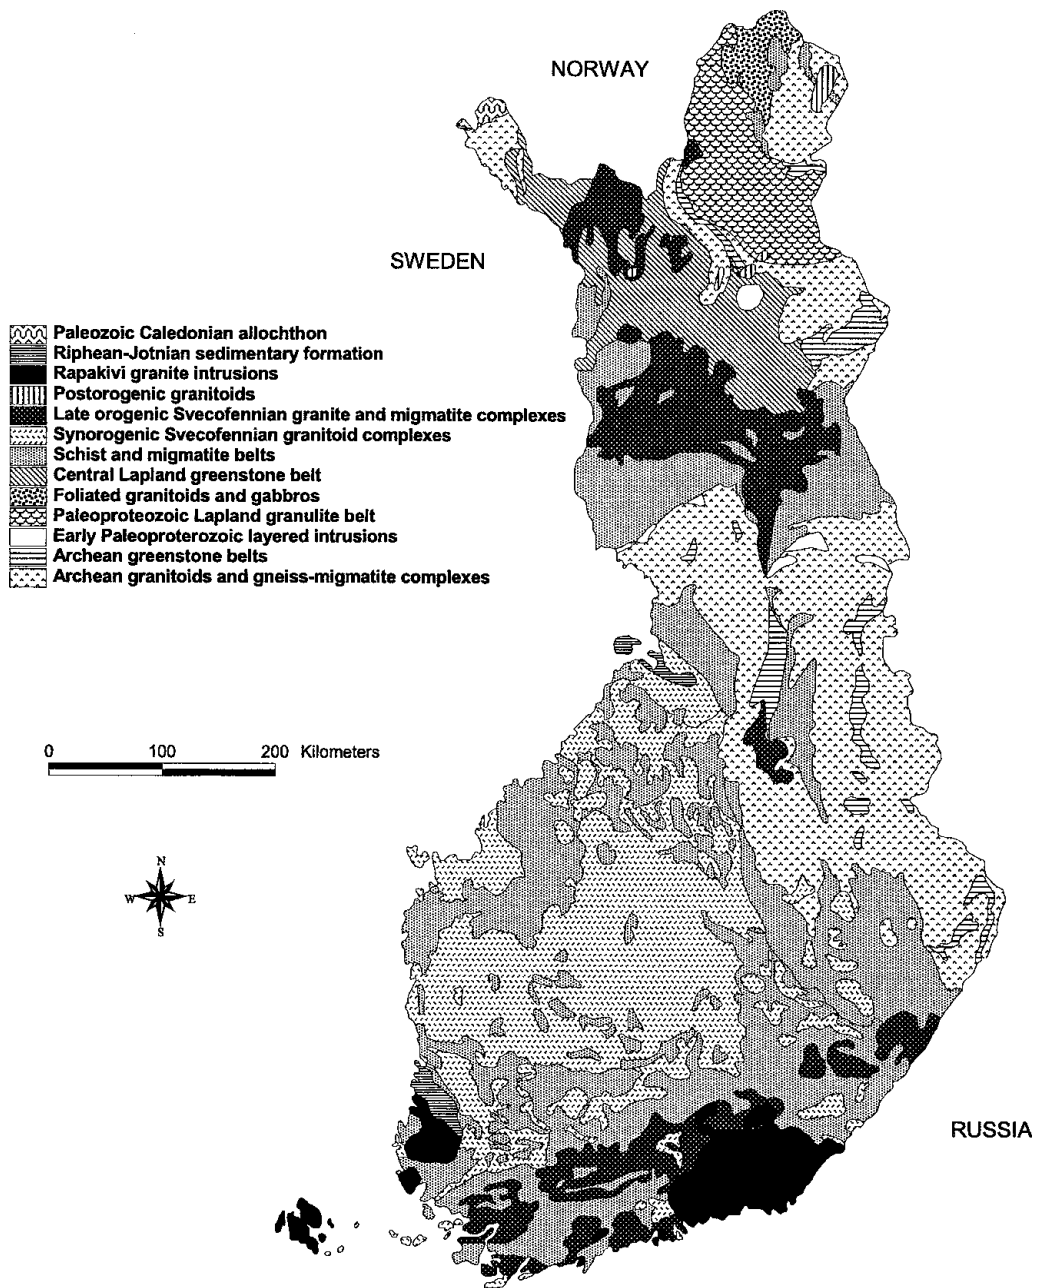 NORWAY
SWEDEN
Paleozoic Caledonian allochthon
Riphean-Jotnian sedimentary formation
Rapakivi granite intrusions
Postorogenic granitoids
Late orogenic Svecofennian granite and migmatite complexes
Synorogenic Svecofennian granitoid complexes
Schist and migmatite belts
Central Lapland greenstone belt
Foliated granitoids and gabbros
Paleoproteozoic Lapland granulite belt
Early Paleoproterozoic layered intrusions
Archean greenstone belts
Archean granitoids and gneiss-migmatite complexes
0 100 200 Kilometers
N
W E
S
RUSSIA